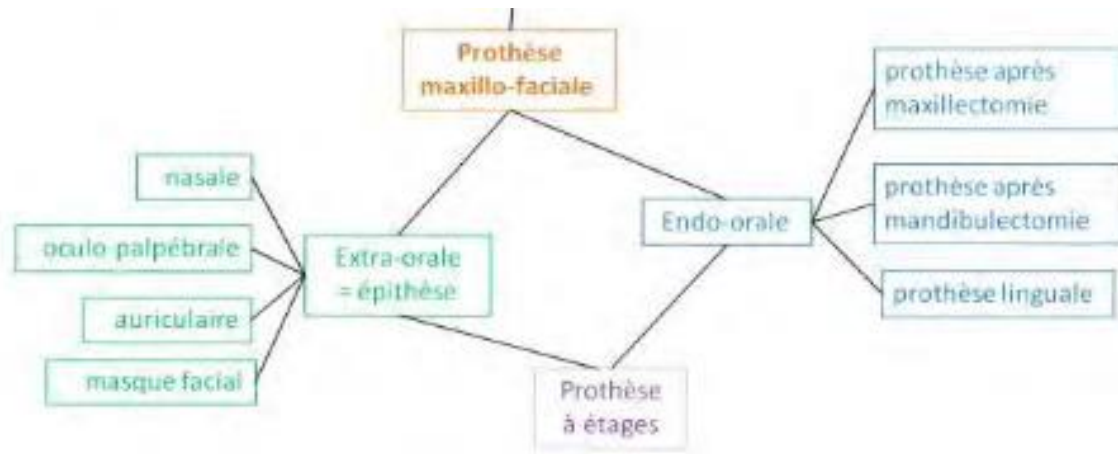 Prothèse
maxillo-faciale
nasale
oculo palpébrale
auriculaire
masque facial
Extra-orale
= épithèse
Endo-orale
prothèse après
maxillectomie
prothèse après
mandibulectomie
prothèse linguale
Prothèse
à étages